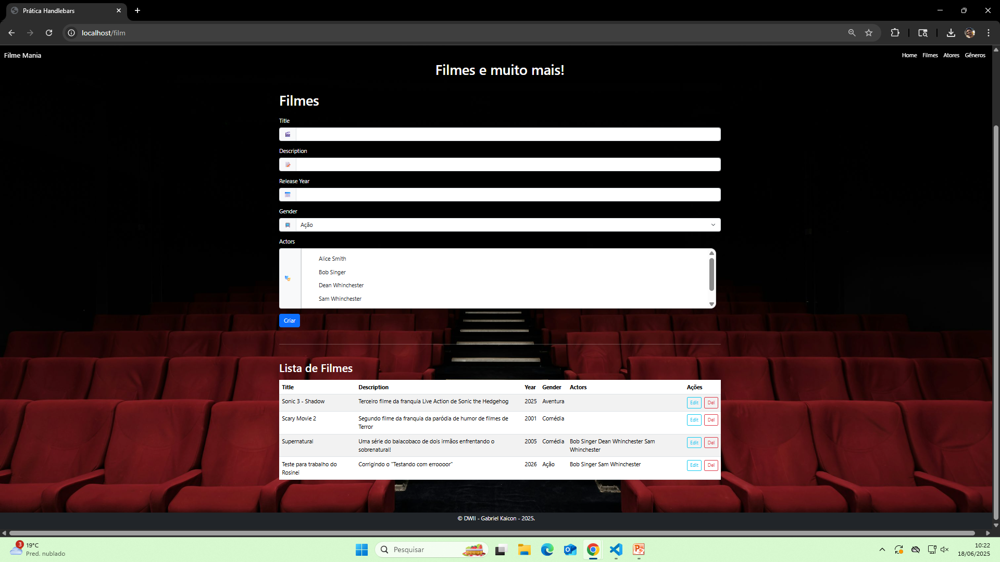 Prática Handlebars
localhost/film
Filme Mania
Home Filmes Atores Gêneros
Filmes e muito mais!
Filmes
Title
Description
Release Year
Gender
Ação
Actors
Alice Smith
Bob Singer
Dean Whinchester
Sam Whinchester
Criar
Lista de Filmes
Title Description Year Gender Actors Ações
Sonic 3 - Shadow Terceiro filme da franquia Live Action de Sonic the Hedgehog 2025 Aventura Edit Del
Scary Movie 2 Segundo filme da franquia da paródia de humor de filmes de 2001 Comédia Edit Del
Terror
Supernatural Uma série do balacobaco de dois irmãos enfrentando o 2005 Comédia Bob Singer Dean Whinchester Sam Edit Del
sobrenatural! Whinchester
Teste para trabalho do Corrigindo o "Testando com erroooor" 2026 Ação Bob Singer Sam Whinchester Edit Del
Rosinei
© DWII - Gabriel Kaicon - 2025.
3
19°C
Pred. nublado
Pesquisar
10:22
18/06/2025